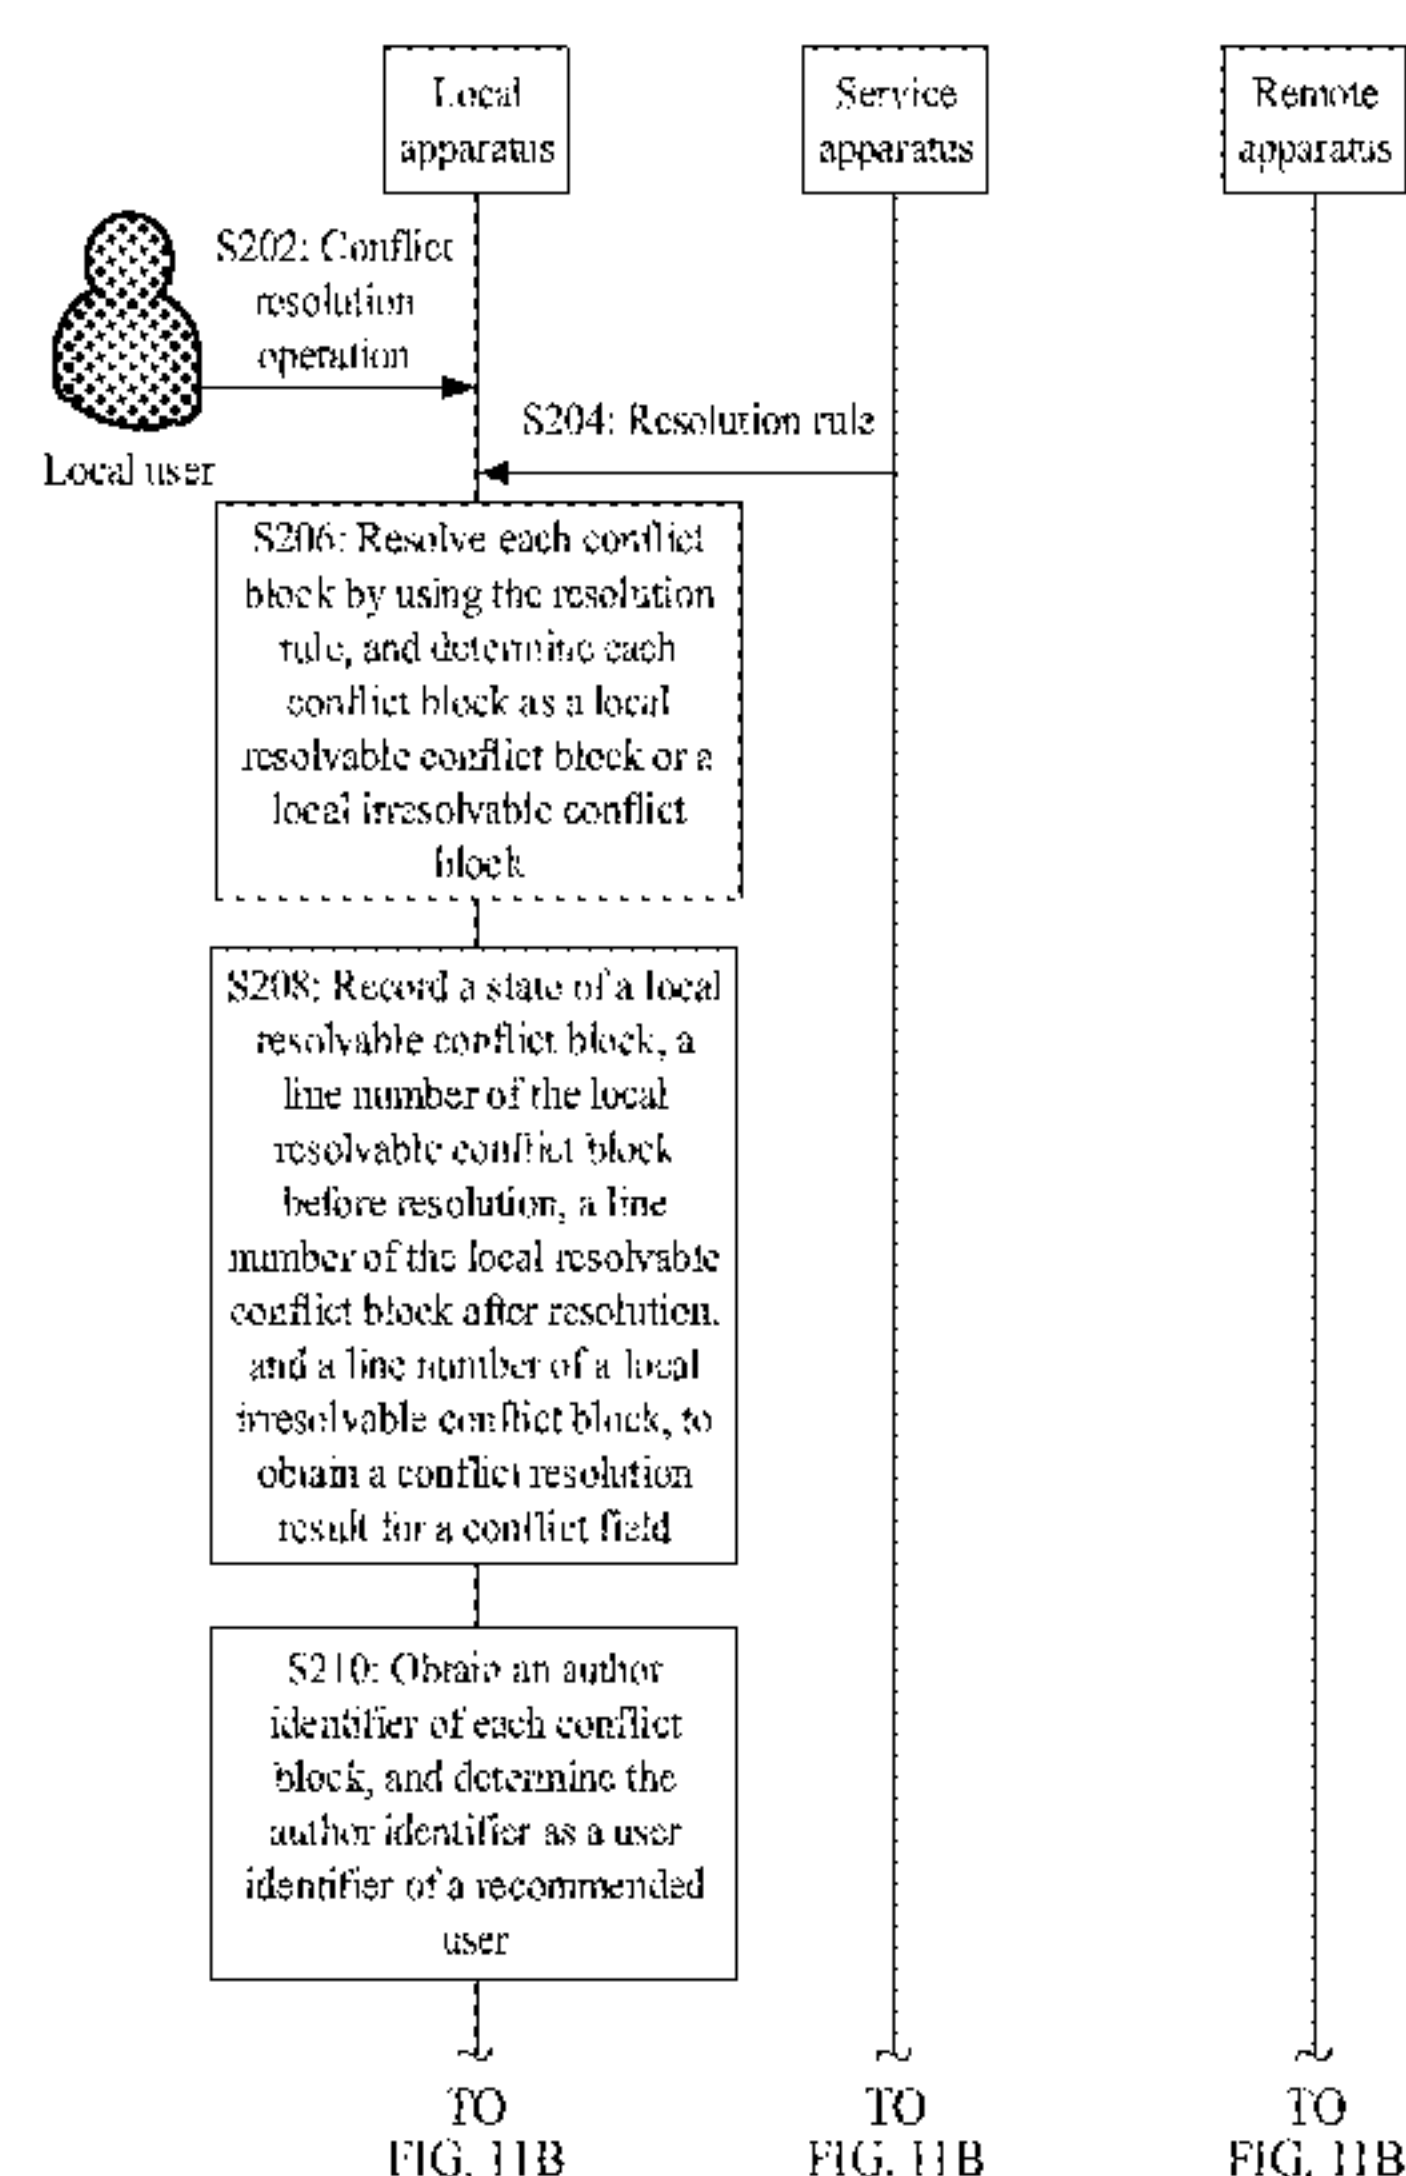 Local
apparatus
Service
apparatus
Remote
apparatus
S202: Conflict
resolution
operation
S204: Resolution rule
Local user
S206: Resolve each conflict
block by using the resolution
rule, and determine each
conflict block as a local
resolvable conflict block or a
local irresolvable conflict
block
S208: Record a state of a local
resolvable conflict block, a
line number of the local
resolvable conflict block
before resolution, a line
number of the local resolvable
conflict block after resolution,
and a line number of a local
irresolvable conflict block, to
obtain a conflict resolution
result for a conflict field
S210: Obtain an author
identifier of each conflict
block, and determine the
author identifier as a user
identifier of a recommended
user
TO
FIG. 11B
TO
FIG. 11B
TO
FIG. 11B